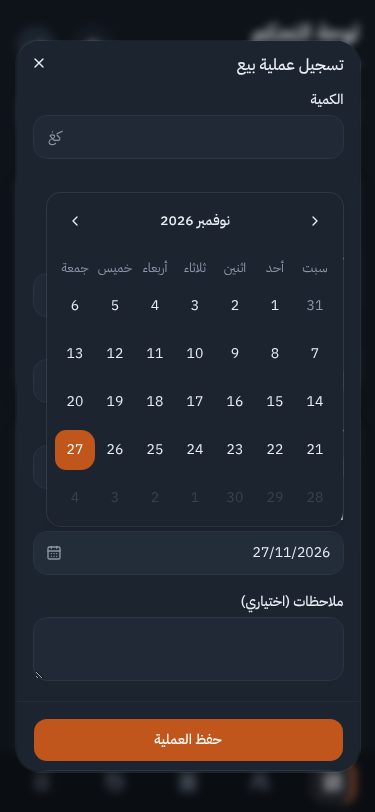 لوحة التحكم
تسجيل عملية بيع
الكمية
كغ
نوفمبر 2026
سبت أحد اثنين ثلاثاء أربعاء خميس جمعة
31 1 2 3 4 5 6
7 8 9 10 11 12 13
14 15 16 17 18 19 20
21 22 23 24 25 26 27
28 29 30 1 2 3 4
27/11/2026
ملاحظات (اختياري)
حفظ العملية